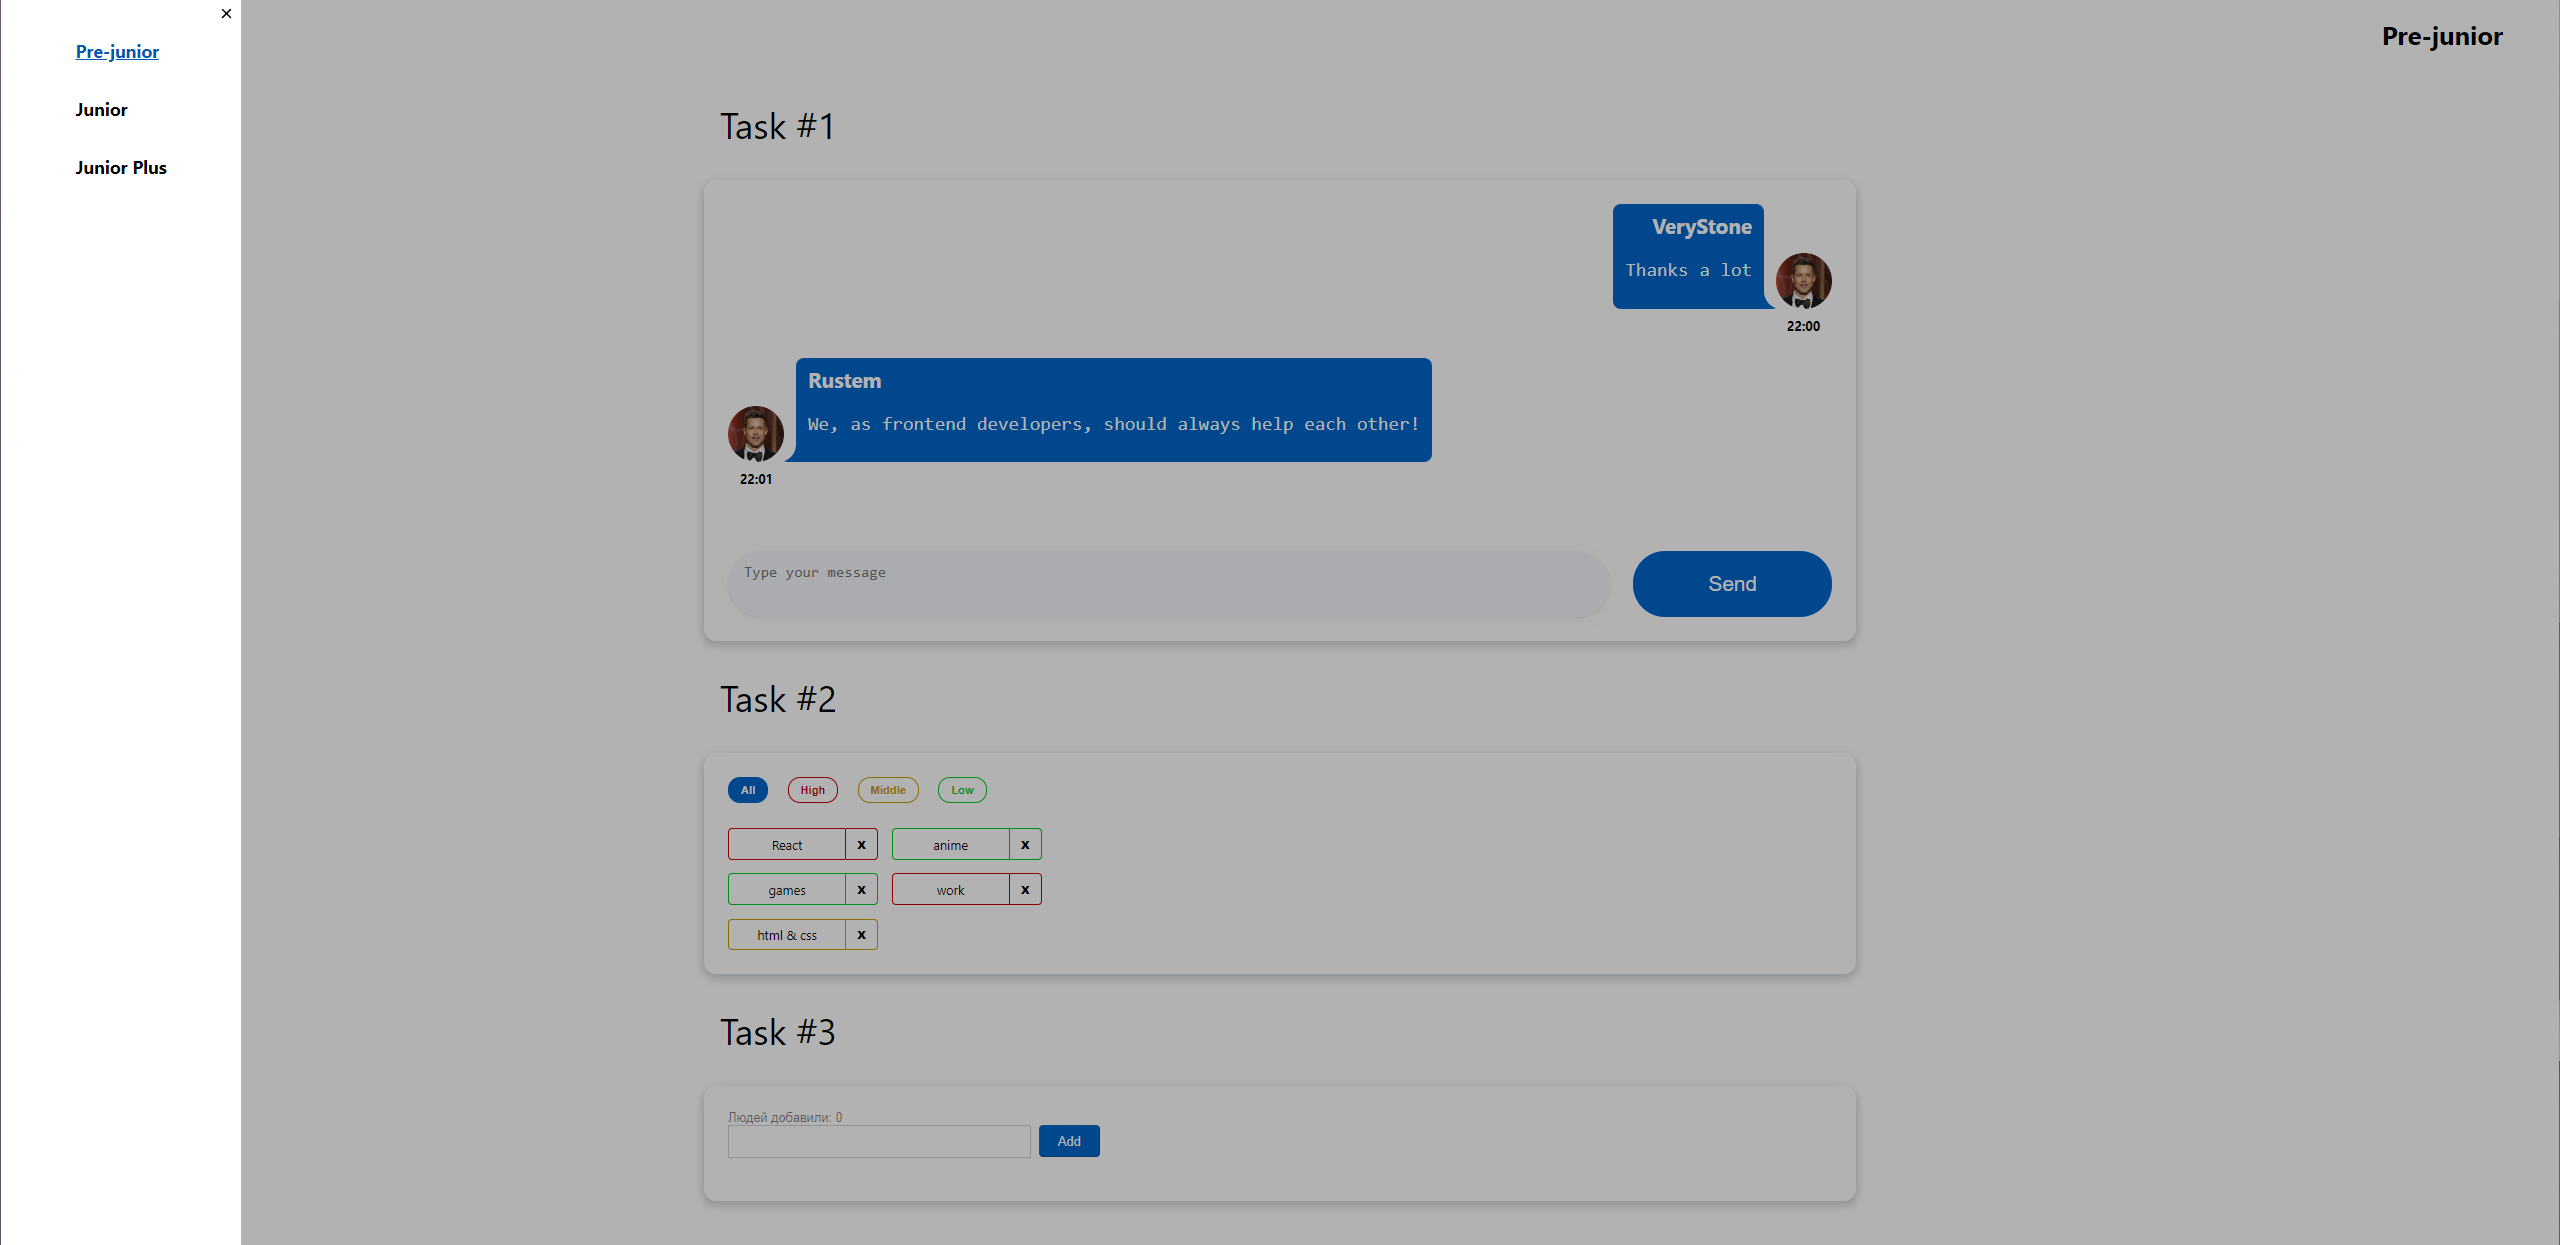 ×
Pre-junior
Junior
Junior Plus
Pre-junior
Task #1
VeryStone
Thanks a lot
22:00
Rustem
We, as frontend developers, should always help each other!
22:01
Type your message
Send
Task #2
All High Middle Low
React x anime x
games x work x
html & css x
Task #3
Людей добавили: 0
Add